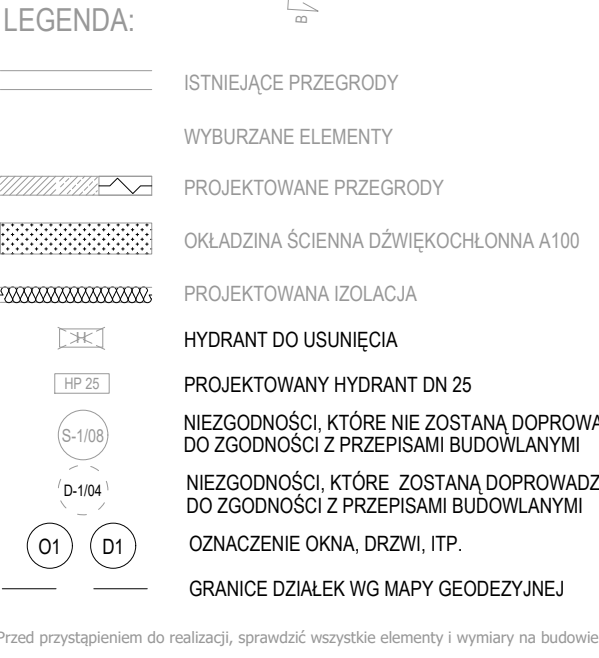 LEGENDA:
B
ISTNIEJĄCE PRZEGRODY
WYBURZANE ELEMENTY
PROJEKTOWANE PRZEGRODY
OKŁADZINA ŚCIENNA DŹWIĘKOCHŁONNA A100
PROJEKTOWANA IZOLACJA
H HYDRANT DO USUNIĘCIA
HP 25 PROJEKTOWANY HYDRANT DN 25
S-1/08 NIEZGODNOŚCI, KTÓRE NIE ZOSTANĄ DOPROWA
DO ZGODNOŚCI Z PRZEPISAMI BUDOWLANYMI
D-1/04 NIEZGODNOŚCI, KTÓRE ZOSTANĄ DOPROWADZ
DO ZGODNOŚCI Z PRZEPISAMI BUDOWLANYMI
O1 D1 OZNACZENIE OKNA, DRZWI, ITP.
GRANICE DZIAŁEK WG MAPY GEODEZYJNEJ
Przed przystąpieniem do realizacji, sprawdzić wszystkie elementy i wymiary na budowie